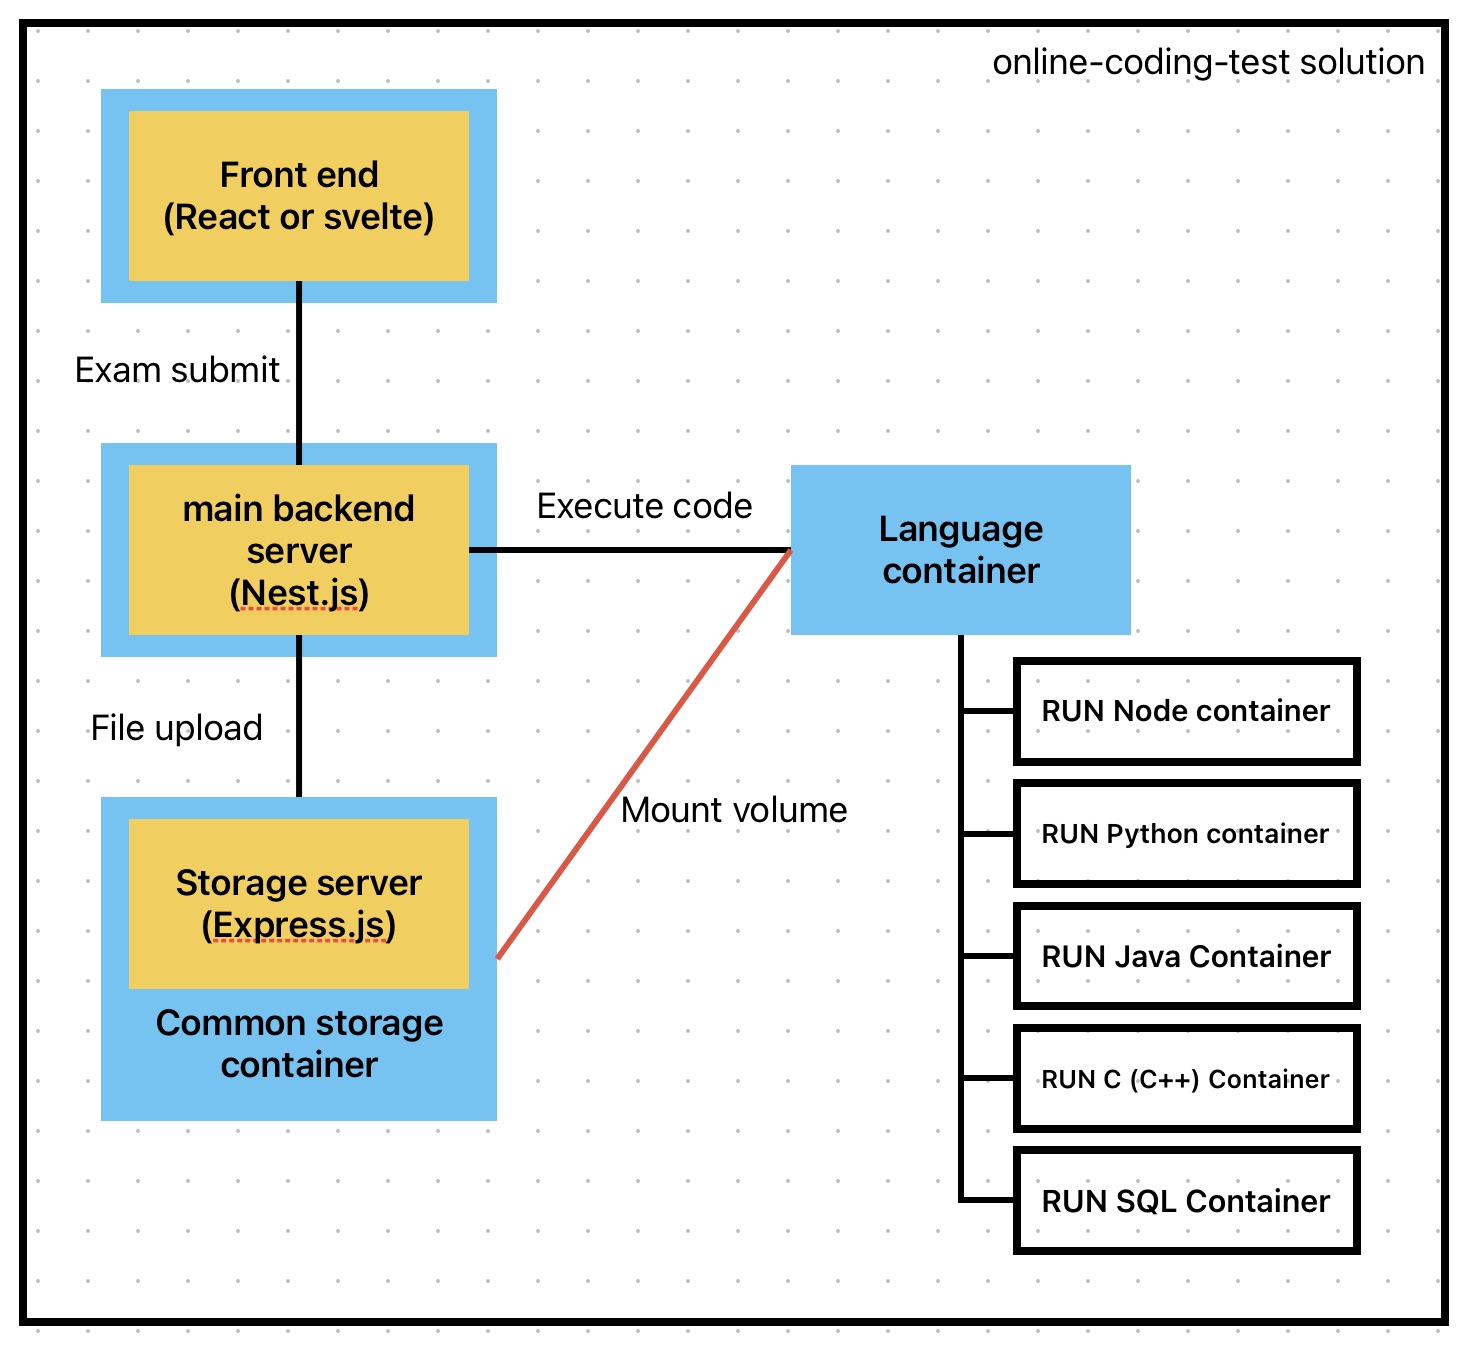 online-coding-test solution
Front end
(React or svelte)
Exam submit
main backend
server
(Nest.js)
Execute code
Language
container
File upload
Mount volume
Storage server
(Express.js)
Common storage
container
RUN Node container
RUN Python container
RUN Java Container
RUN C (C++) Container
RUN SQL Container